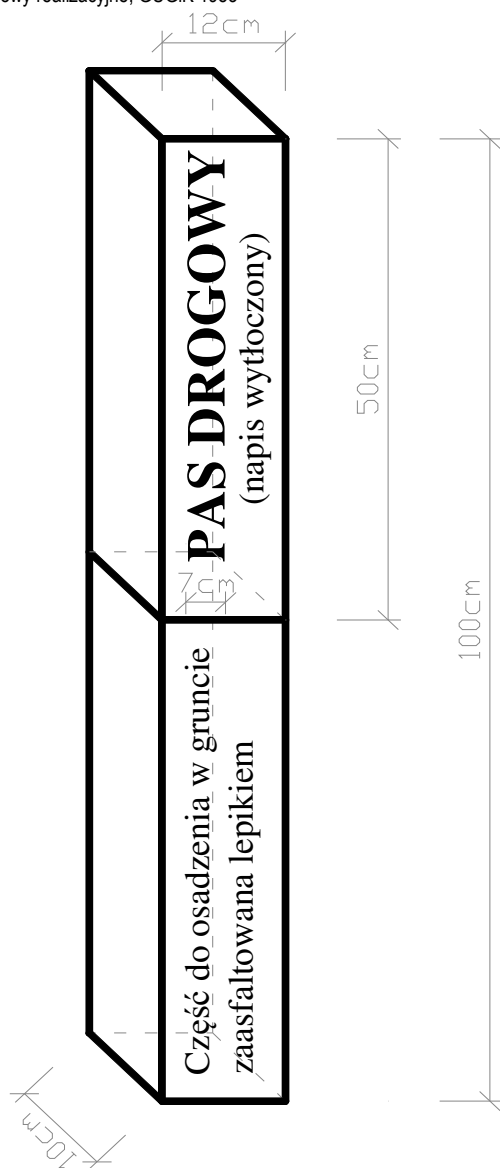 12cm
PAS DROGOWY
(napis wytłoczony)
50cm
7cm
100cm
Część do osadzenia w gruncie
zaasfaltowana lepikiem
10cm